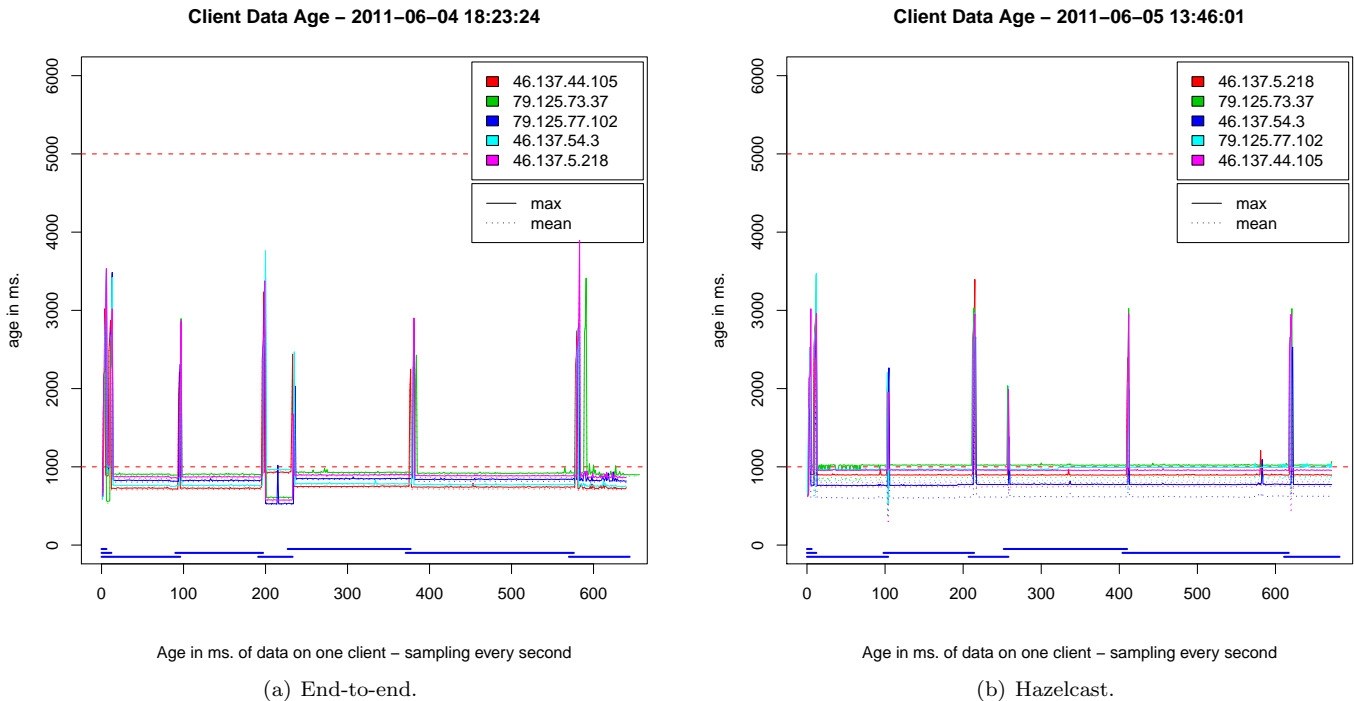 Client Data Age − 2011−06−04 18:23:24
6000
5000
4000
3000
2000
1000
0
age in ms.
46.137.44.105
79.125.73.37
79.125.77.102
46.137.54.3
46.137.5.218
max
mean
0 100 200 300 400 500 600
Age in ms. of data on one client − sampling every second
(a) End-to-end.
Client Data Age − 2011−06−05 13:46:01
6000
5000
4000
3000
2000
1000
0
age in ms.
46.137.5.218
79.125.73.37
46.137.54.3
79.125.77.102
46.137.44.105
max
mean
0 100 200 300 400 500 600
Age in ms. of data on one client − sampling every second
(b) Hazelcast.